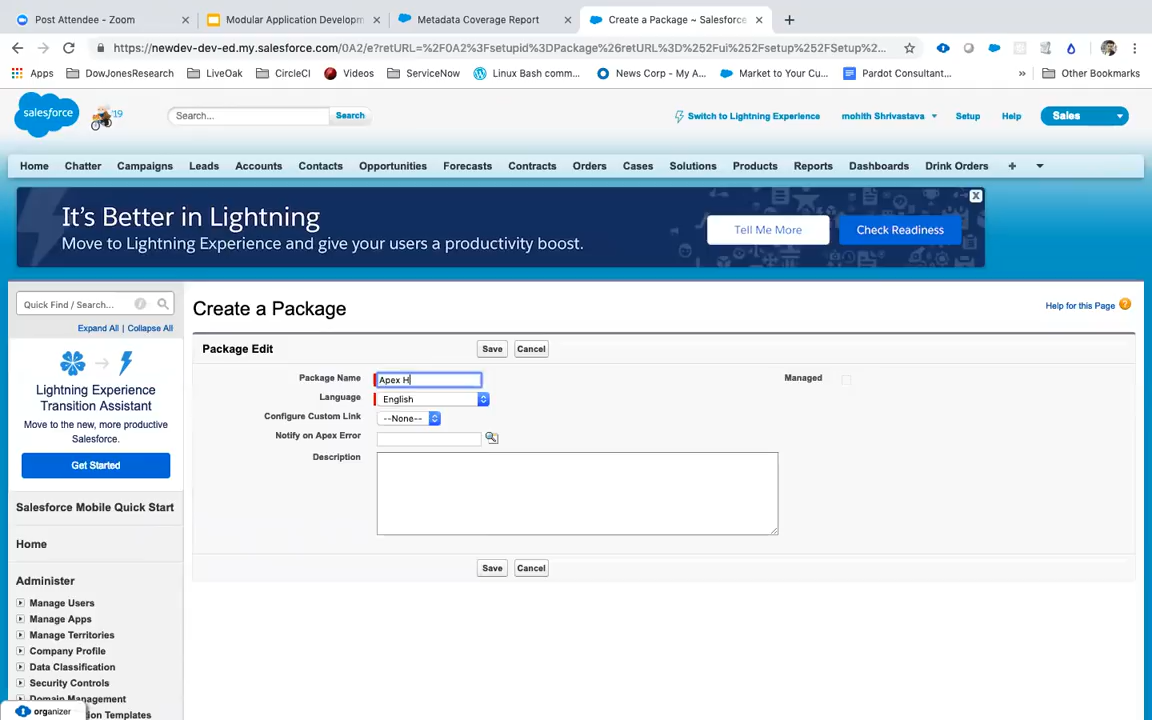 Post Attendee - Zoom
Modular Application Developm
Metadata Coverage Report
Create a Package ~ Salesforce
https://newdev-dev-ed.my.salesforce.com/0A2/e?retURL=%2F0A2%3Fsetupid%3DPackage%26retURL%3D%252Fui%252Fsetup%252FSetup%2...
Apps
DowJonesResearch
LiveOak
CircleCI
Videos
ServiceNow
Linux Bash comm...
News Corp - My A...
Market to Your Cu...
Pardot Consultant...
»
Other Bookmarks
salesforce
'19
Search...
Search
Switch to Lightning Experience
mohith Shrivastava
Setup
Help
Sales
Home
Chatter
Campaigns
Leads
Accounts
Contacts
Opportunities
Forecasts
Contracts
Orders
Cases
Solutions
Products
Reports
Dashboards
Drink Orders
+
It's Better in Lightning
Move to Lightning Experience and give your users a productivity boost.
Tell Me More
Check Readiness
X
Quick Find / Search...
Expand All | Collapse All
Lightning Experience
Transition Assistant
Move to the new, more productive
Salesforce.
Get Started
Salesforce Mobile Quick Start
Home
Administer
Manage Users
Manage Apps
Manage Territories
Company Profile
Data Classification
Security Controls
Domain Management
ion Templates
organizer
Create a Package
Help for this Page
Package Edit
Save
Cancel
Package Name
Apex H
Managed
Language
English
Configure Custom Link
--None--
Notify on Apex Error
Description
Save
Cancel